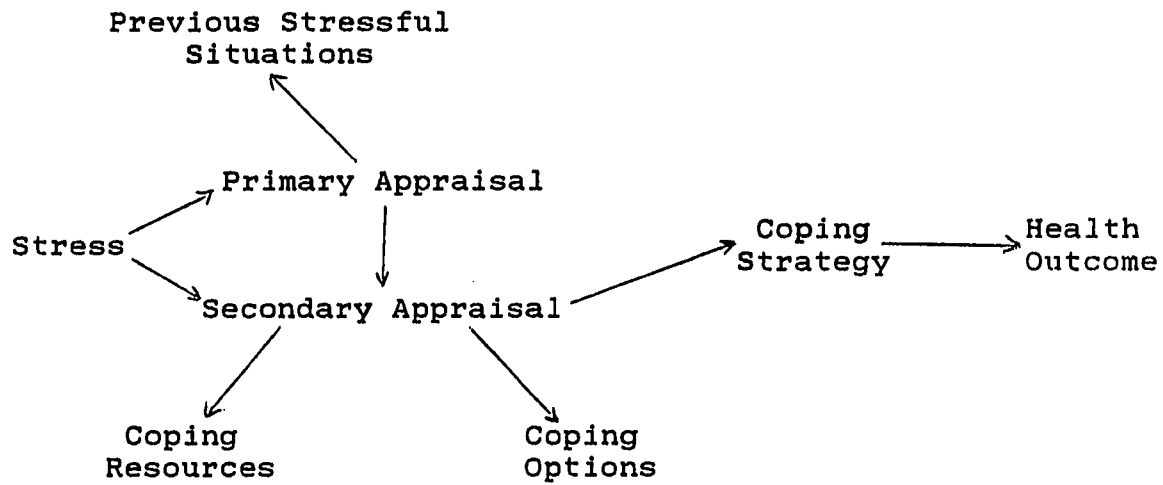 Previous Stressful
Situations
Primary Appraisal
Stress
Coping
Strategy
Health
Outcome
Secondary Appraisal
Coping
Resources
Coping
Options